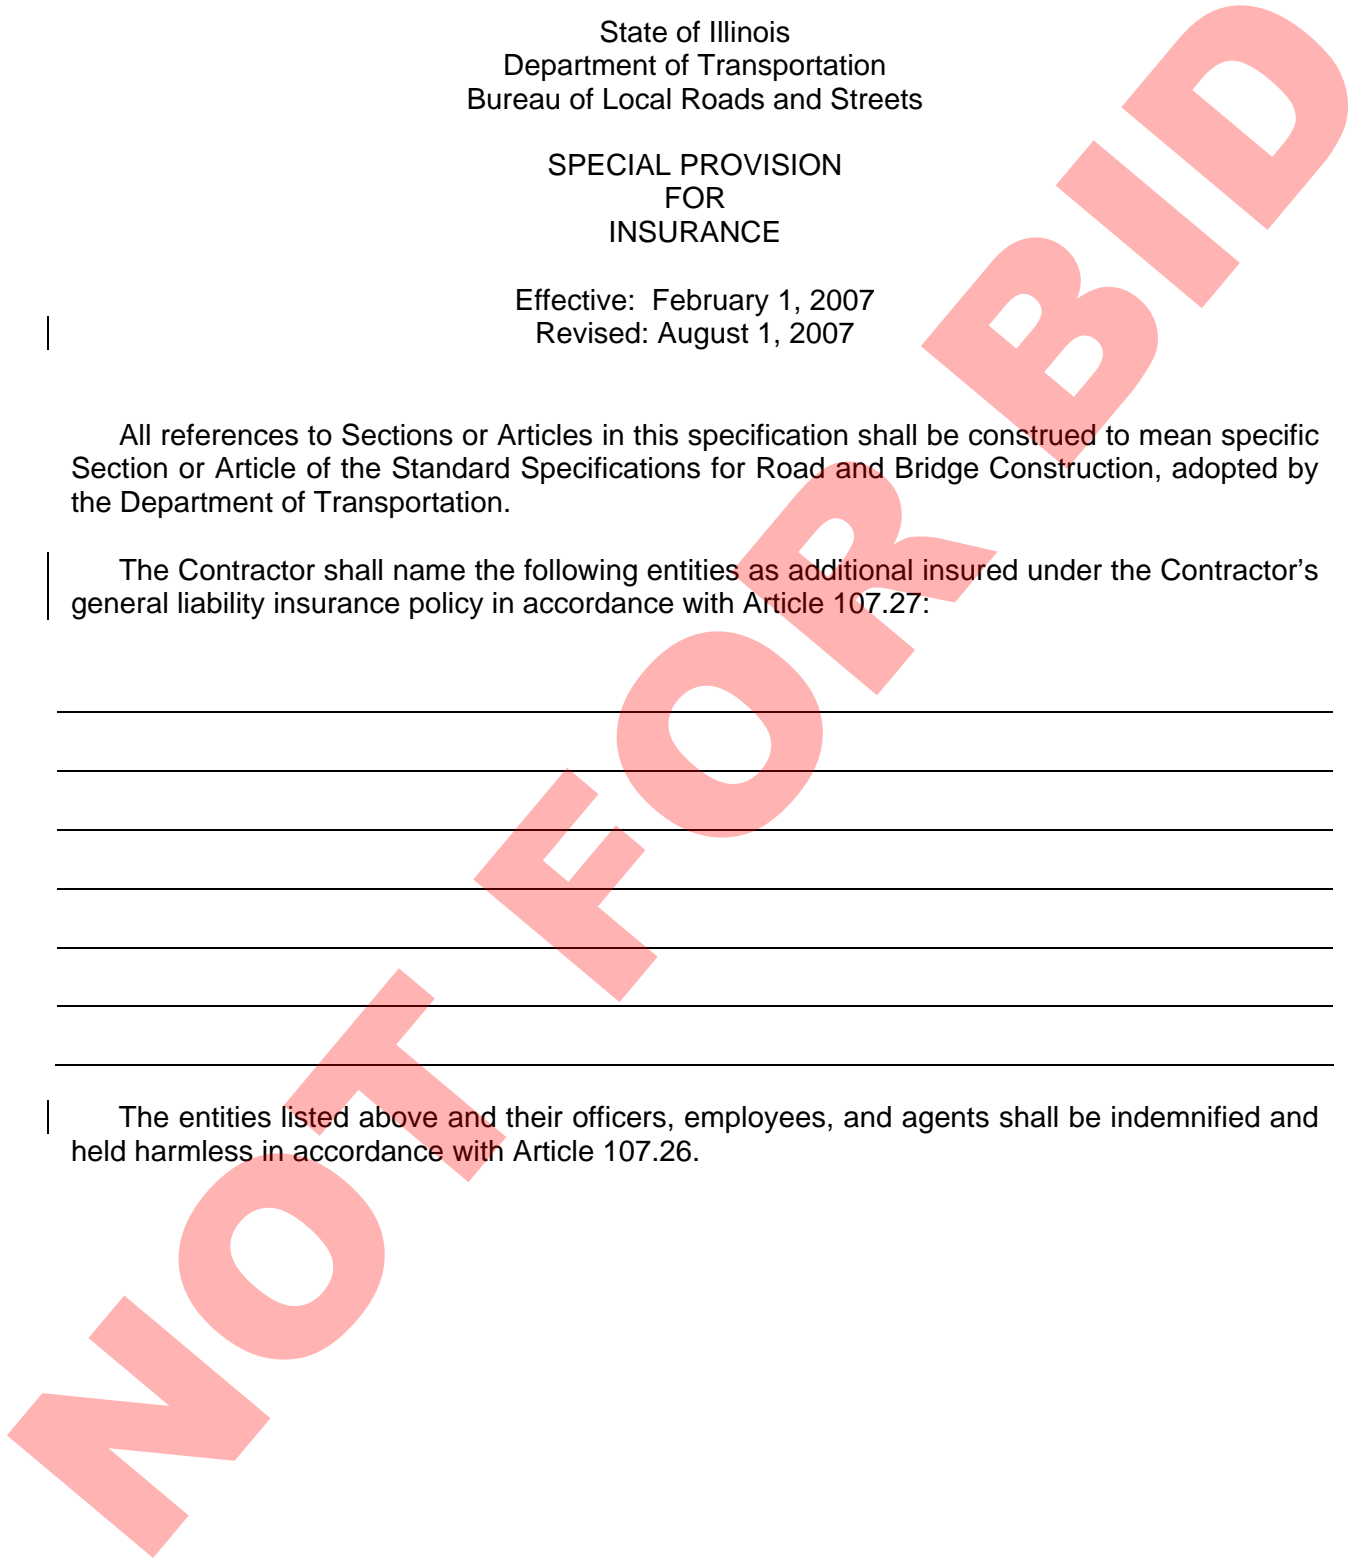 State of Illinois
Department of Transportation
Bureau of Local Roads and Streets
SPECIAL PROVISION
FOR
INSURANCE
Effective: February 1, 2007
Revised: August 1, 2007
All references to Sections or Articles in this specification shall be construed to mean specific
Section or Article of the Standard Specifications for Road and Bridge Construction, adopted by
the Department of Transportation.
The Contractor shall name the following entities as additional insured under the Contractor’s
general liability insurance policy in accordance with Article 107.27:
The entities listed above and their officers, employees, and agents shall be indemnified and
held harmless in accordance with Article 107.26.
NOT FOR BID